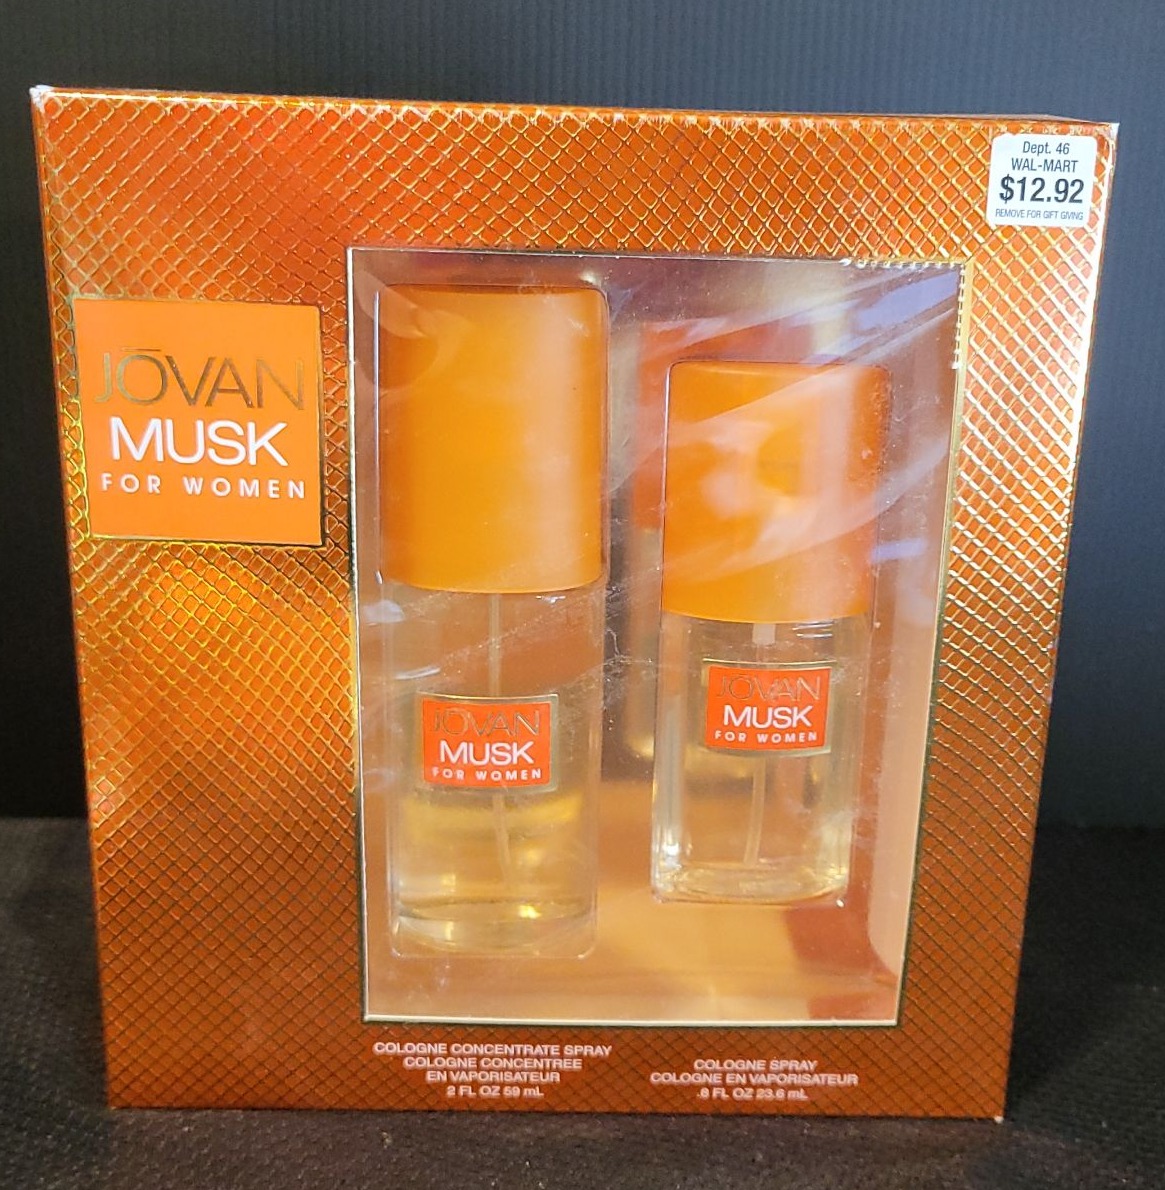 Dept. 46
WAL-MART
$12.92
REMOVE FOR GIFT GIVING
JŌVAN
MUSK
FOR WOMEN
JŌVAN
MUSK
FOR WOMEN
JŌVAN
MUSK
FOR WOMEN
COLOGNE CONCENTRATE SPRAY
COLOGNE CONCENTREE
EN VAPORISATEUR
2 FL OZ 59 mL
COLOGNE SPRAY
COLOGNE EN VAPORISATEUR
.8 FL OZ 23.6 mL